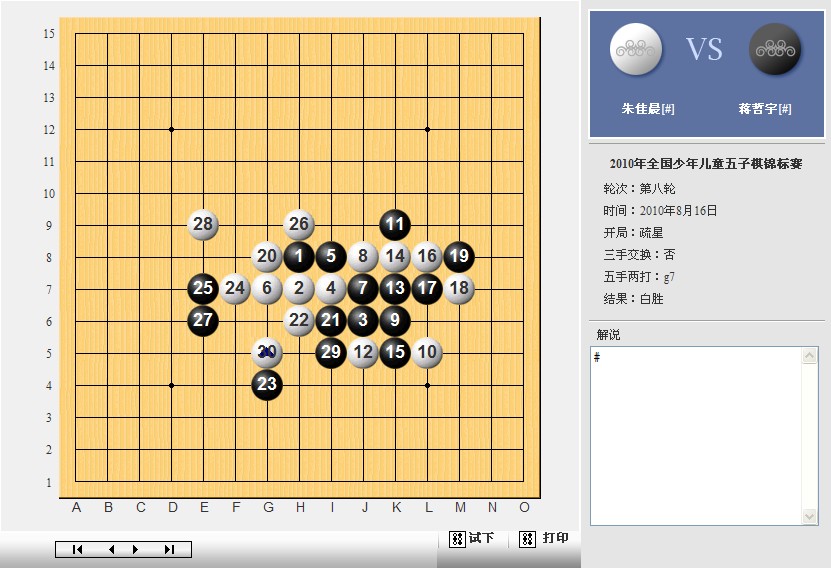 15
14
13
12
11
10
9
8
7
6
5
4
3
2
1
28 26 11
20 1 5 8 14 16 19
25 24 6 2 4 7 13 17 18
27 22 21 3 9
30 29 12 15 10
23
A B C D E F G H I J K L M N O
试下 打印
VS
朱佳晨[#] 蒋哲宇[#]
2010年全国少年儿童五子棋锦标赛
轮次：第八轮
时间：2010年8月16日
开局：疏星
三手交换：否
五手两打：g7
结果：白胜
解说
#